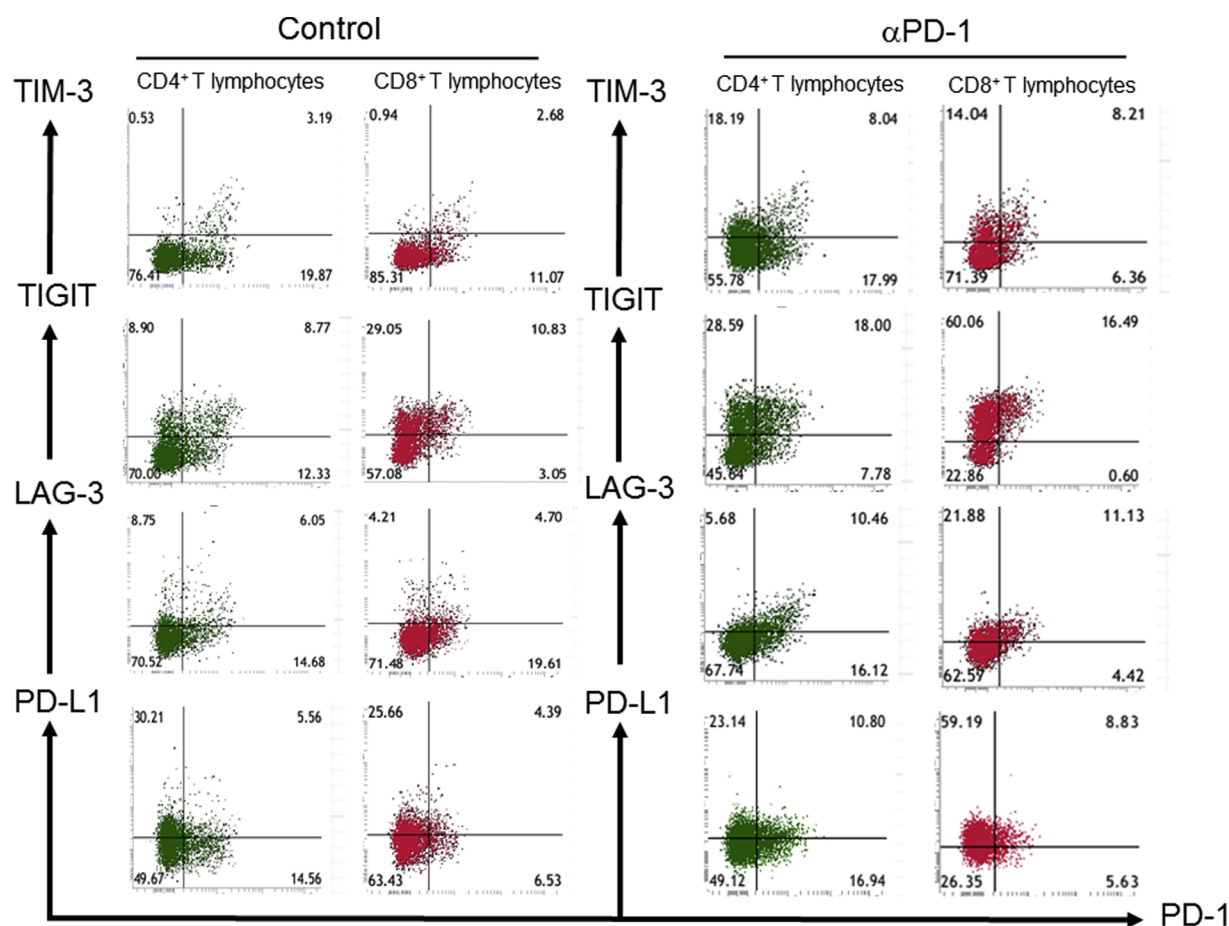 Control
αPD-1
CD4+ T lymphocytes
CD8+ T lymphocytes
CD4+ T lymphocytes
CD8+ T lymphocytes
TIM-3
TIM-3
0.53 3.19
0.94 2.68
18.19 8.04
14.04 8.21
76.41 19.87
85.31 11.07
55.78 17.99
71.39 6.36
TIGIT
TIGIT
8.90 8.77
29.05 10.83
28.59 18.00
60.06 16.49
70.00 12.33
57.08 3.05
45.64 7.78
22.86 0.60
LAG-3
LAG-3
8.75 6.05
4.21 4.70
5.68 10.46
21.88 11.13
70.52 14.68
71.48 19.61
67.74 16.12
62.57 4.42
PD-L1
PD-L1
30.21 5.56
25.66 4.39
23.14 10.80
59.19 8.83
49.67 14.56
63.43 6.53
49.12 16.94
26.35 5.63
PD-1